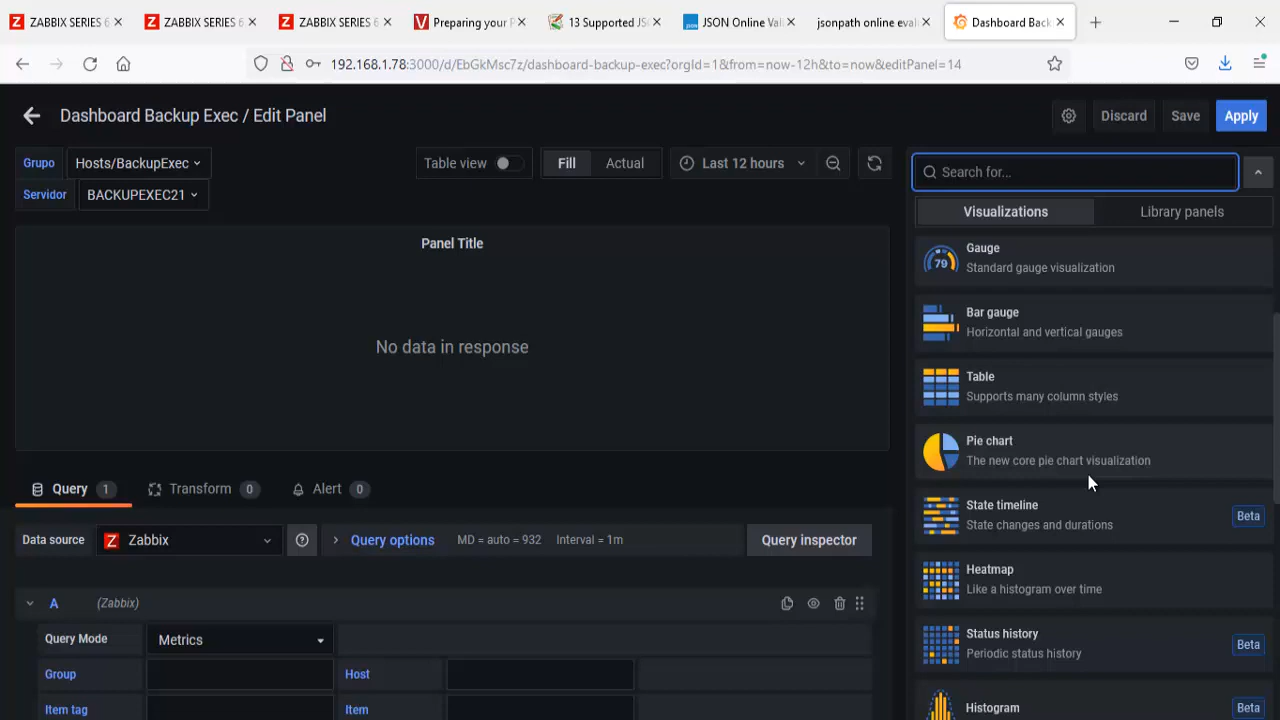 ZABBIX SERIES 6
ZABBIX SERIES 6
ZABBIX SERIES 6
Preparing your P
13 Supported JS
JSON Online Vali
jsonpath online eval
Dashboard Back
192.168.1.78:3000/d/EbGkMsc7z/dashboard-backup-exec?orgId=1&from=now-12h&to=now&editPanel=14
Dashboard Backup Exec / Edit Panel
Discard
Save
Apply
Grupo
Hosts/BackupExec
Table view
Fill
Actual
Last 12 hours
Search for...
Servidor
BACKUPEXEC21
Visualizations
Library panels
Panel Title
No data in response
79
Gauge
Standard gauge visualization
Bar gauge
Horizontal and vertical gauges
Table
Supports many column styles
Pie chart
The new core pie chart visualization
State timeline
State changes and durations
Beta
Heatmap
Like a histogram over time
Status history
Periodic status history
Beta
Histogram
Beta
Query 1
Transform 0
Alert 0
Data source
Z
Zabbix
Query options
MD = auto = 932
Interval = 1m
Query inspector
A
(Zabbix)
Query Mode
Metrics
Group
Host
Item tag
Item